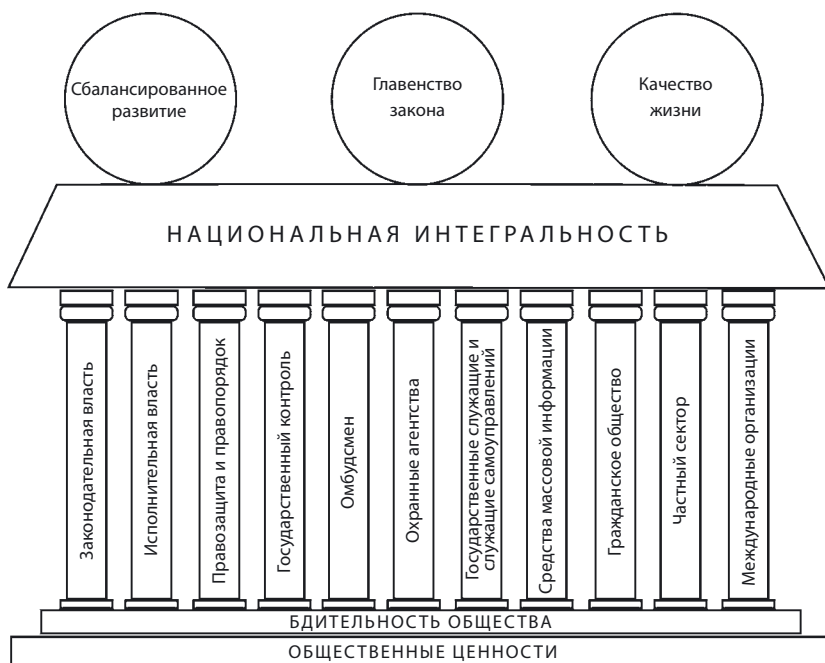 Сбалансированное
развитие
Главенство
закона
Качество
жизни
НАЦИОНАЛЬНАЯ ИНТЕГРАЛЬНОСТЬ
Законодательная власть
Исполнительная власть
Правозащита и правопорядок
Государственный контроль
Омбудсмен
Охранные агентства
Государственные служащие и
служащие самоуправлений
Средства массовой информации
Гражданское общество
Частный сектор
Международные организации
БДИТЕЛЬНОСТЬ ОБЩЕСТВА
ОБЩЕСТВЕННЫЕ ЦЕННОСТИ